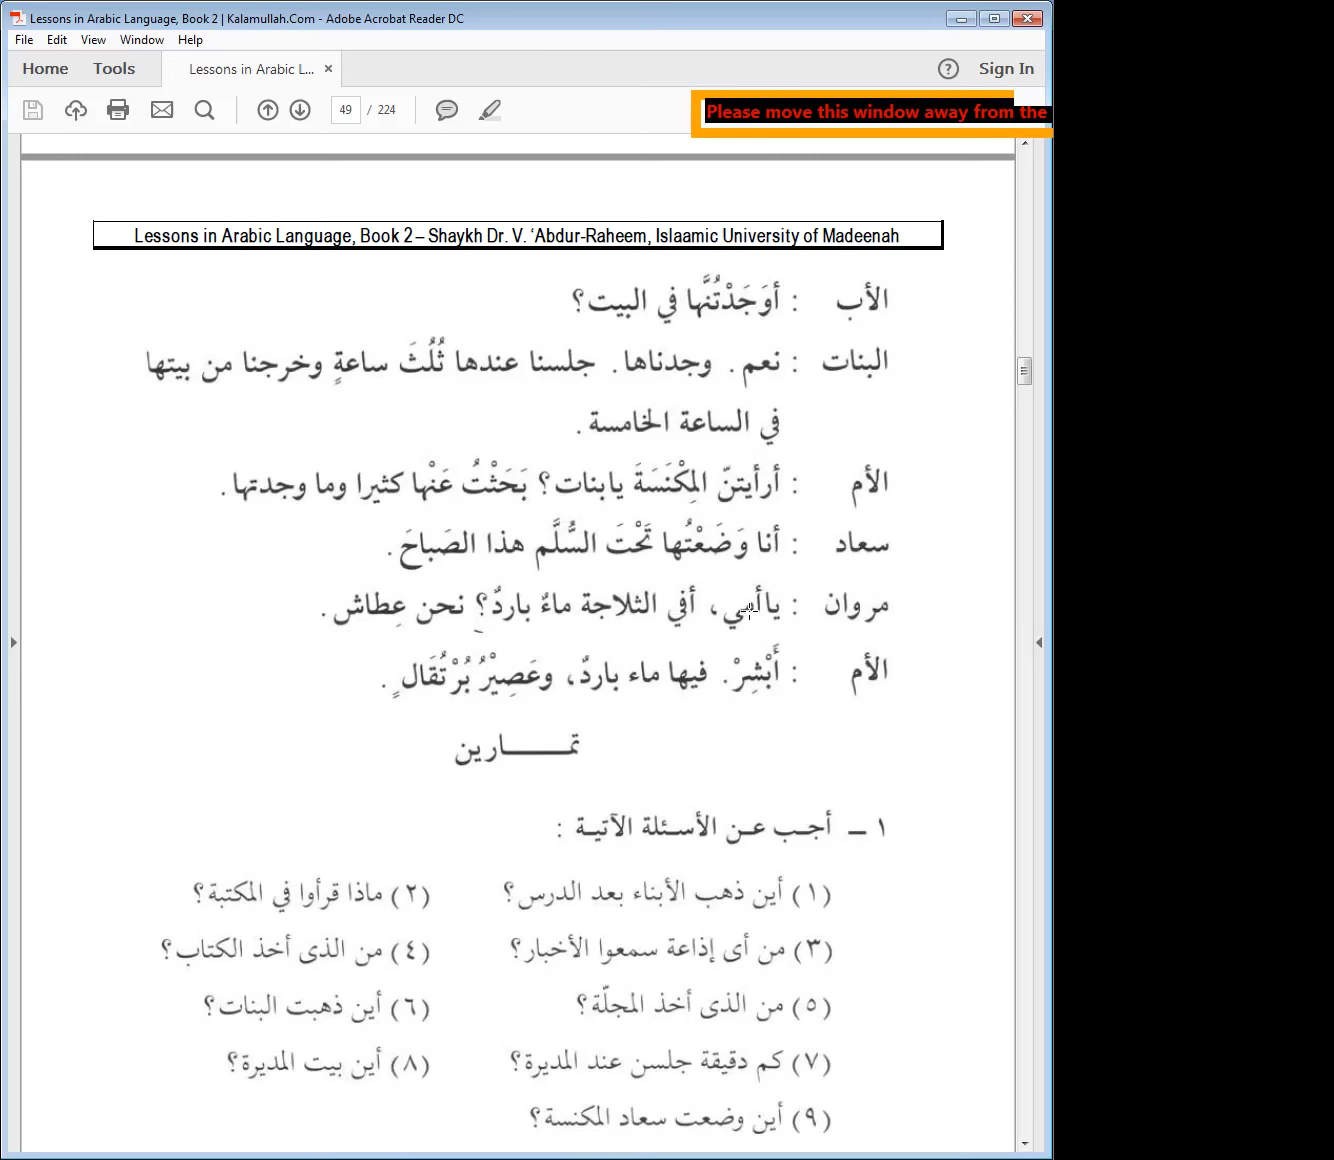 Lessons in Arabic Language, Book 2 | Kalamullah.Com - Adobe Acrobat Reader DC
File Edit View Window Help
Home Tools Lessons in Arabic L... × ? Sign In
49 / 224
Please move this window away from the
Lessons in Arabic Language, Book 2 – Shaykh Dr. V. ‘Abdur-Raheem, Islaamic University of Madeenah
الأب : أوَجَدْتُنَّها في البيت؟
البنات : نعم. وجدناها. جلسنا عندها ثُلُثَ ساعةٍ وخرجنا من بيتها
في الساعة الخامسة.
الأم : أرأيتنّ المِكْنَسَةَ يابنات؟ بَحَثْتُ عَنْها كثيرا وما وجدتها.
سعاد : أنا وَضَعْتُها تَحْتَ السُّلَّم هذا الصَباحَ.
مروان : ياأمي، أفي الثلاجة ماءٌ باردٌ؟ نحن عِطاش.
الأم : أَبْشِرْ. فيها ماء باردٌ، وعَصِيْرُ بُرْتُقَالٍ.
تمـــــارين
١ ـ أجـب عـن الأسـئلة الآتيـة :
(١) أين ذهب الأبناء بعد الدرس؟ (٢) ماذا قرأوا في المكتبة؟
(٣) من أى إذاعة سمعوا الأخبار؟ (٤) من الذى أخذ الكتاب؟
(٥) من الذى أخذ المجلّة؟ (٦) أين ذهبت البنات؟
(٧) كم دقيقة جلسن عند المديرة؟ (٨) أين بيت المديرة؟
(٩) أين وضعت سعاد المكنسة؟